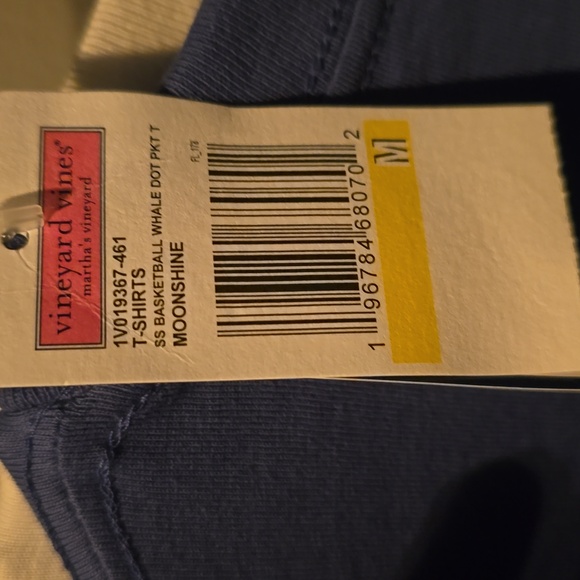 vineyard vines®
martha's vineyard
1V019367-461
T-SHIRTS
SS BASKETBALL WHALE DOT PKT T
MOONSHINE
1 96784 68070 2
M